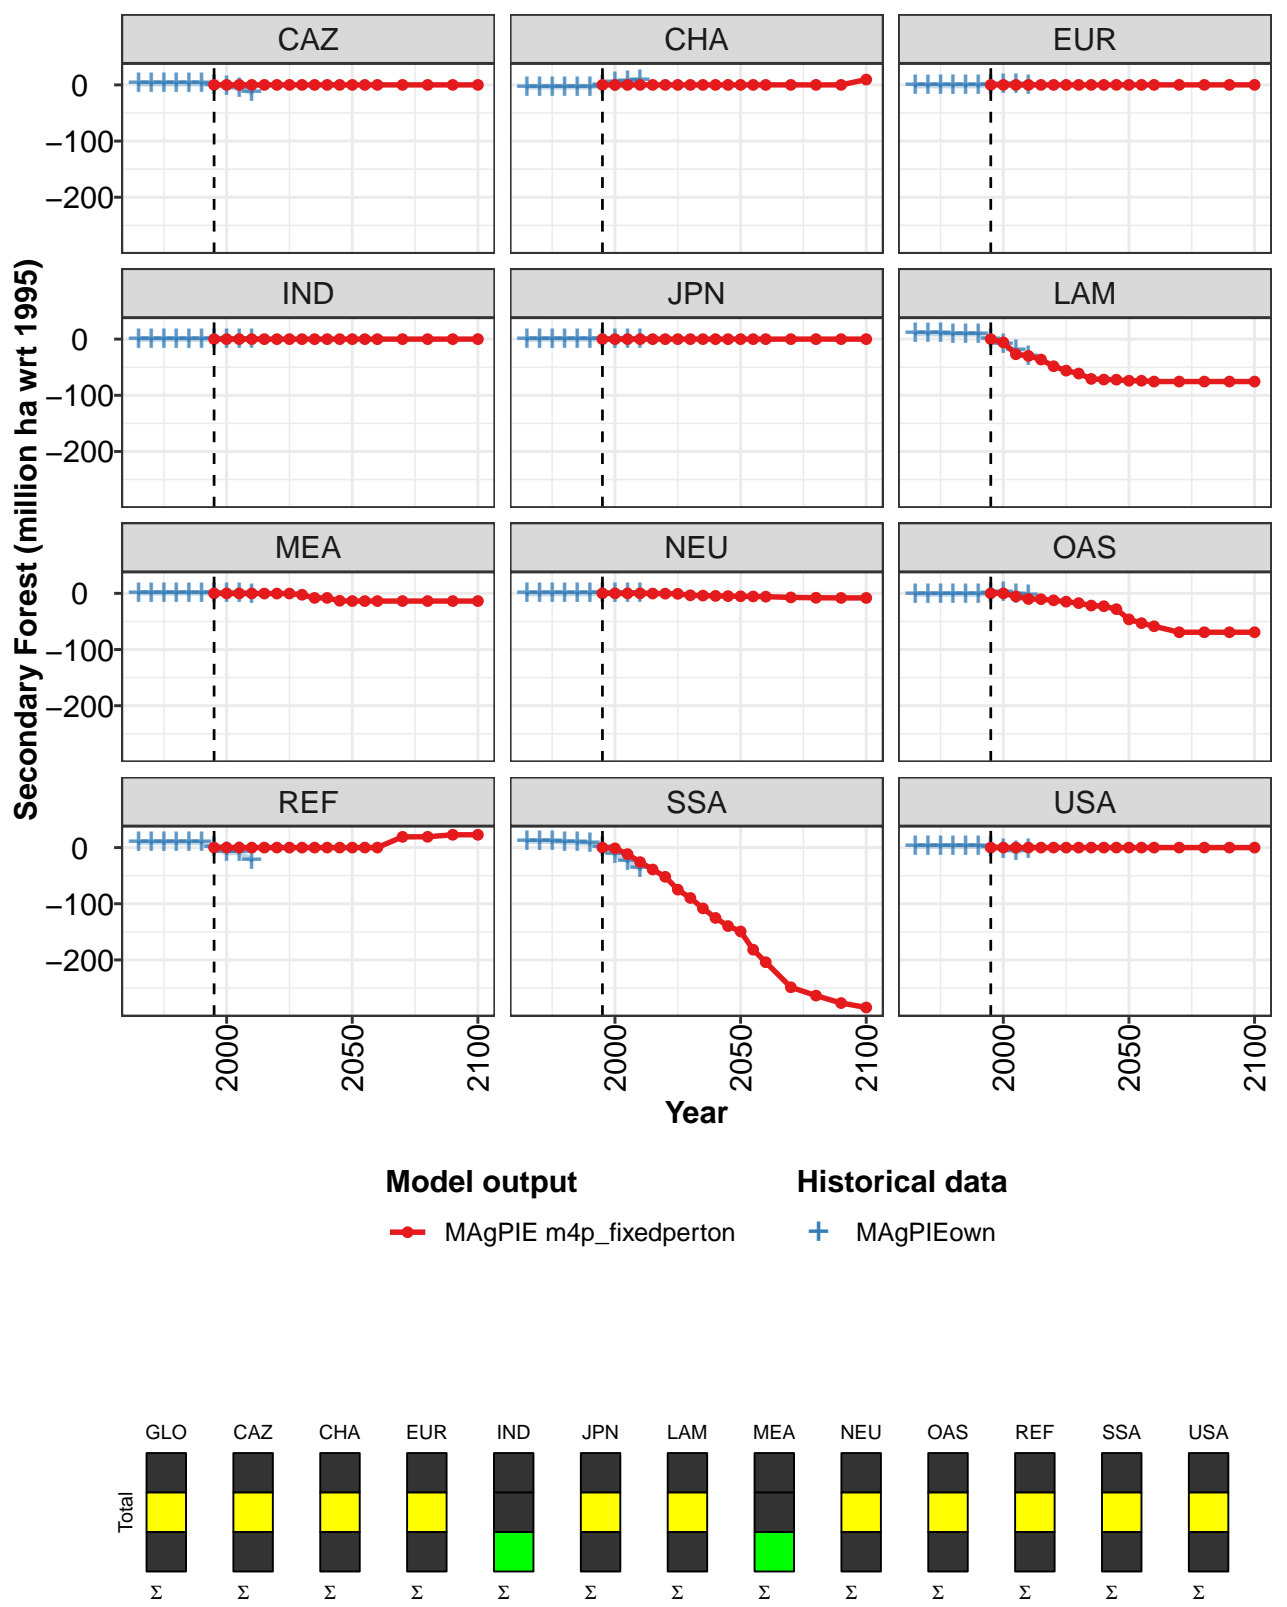 CAZ CHA EUR
0
−100
−200
IND JPN LAM
0
−100
−200
MEA NEU OAS
0
−100
−200
REF SSA USA
0
−100
−200
2000 2050 2100 2000 2050 2100 2000 2050 2100
Secondary Forest (million ha wrt 1995)
Year
Model output Historical data
MAgPIE m4p_fixedperton MAgPIEown
GLO CAZ CHA EUR IND JPN LAM MEA NEU OAS REF SSA USA
Total
Σ Σ Σ Σ Σ Σ Σ Σ Σ Σ Σ Σ Σ